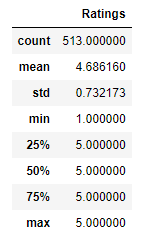 Ratings
count 513.000000
mean 4.686160
std 0.732173
min 1.000000
25% 5.000000
50% 5.000000
75% 5.000000
max 5.000000